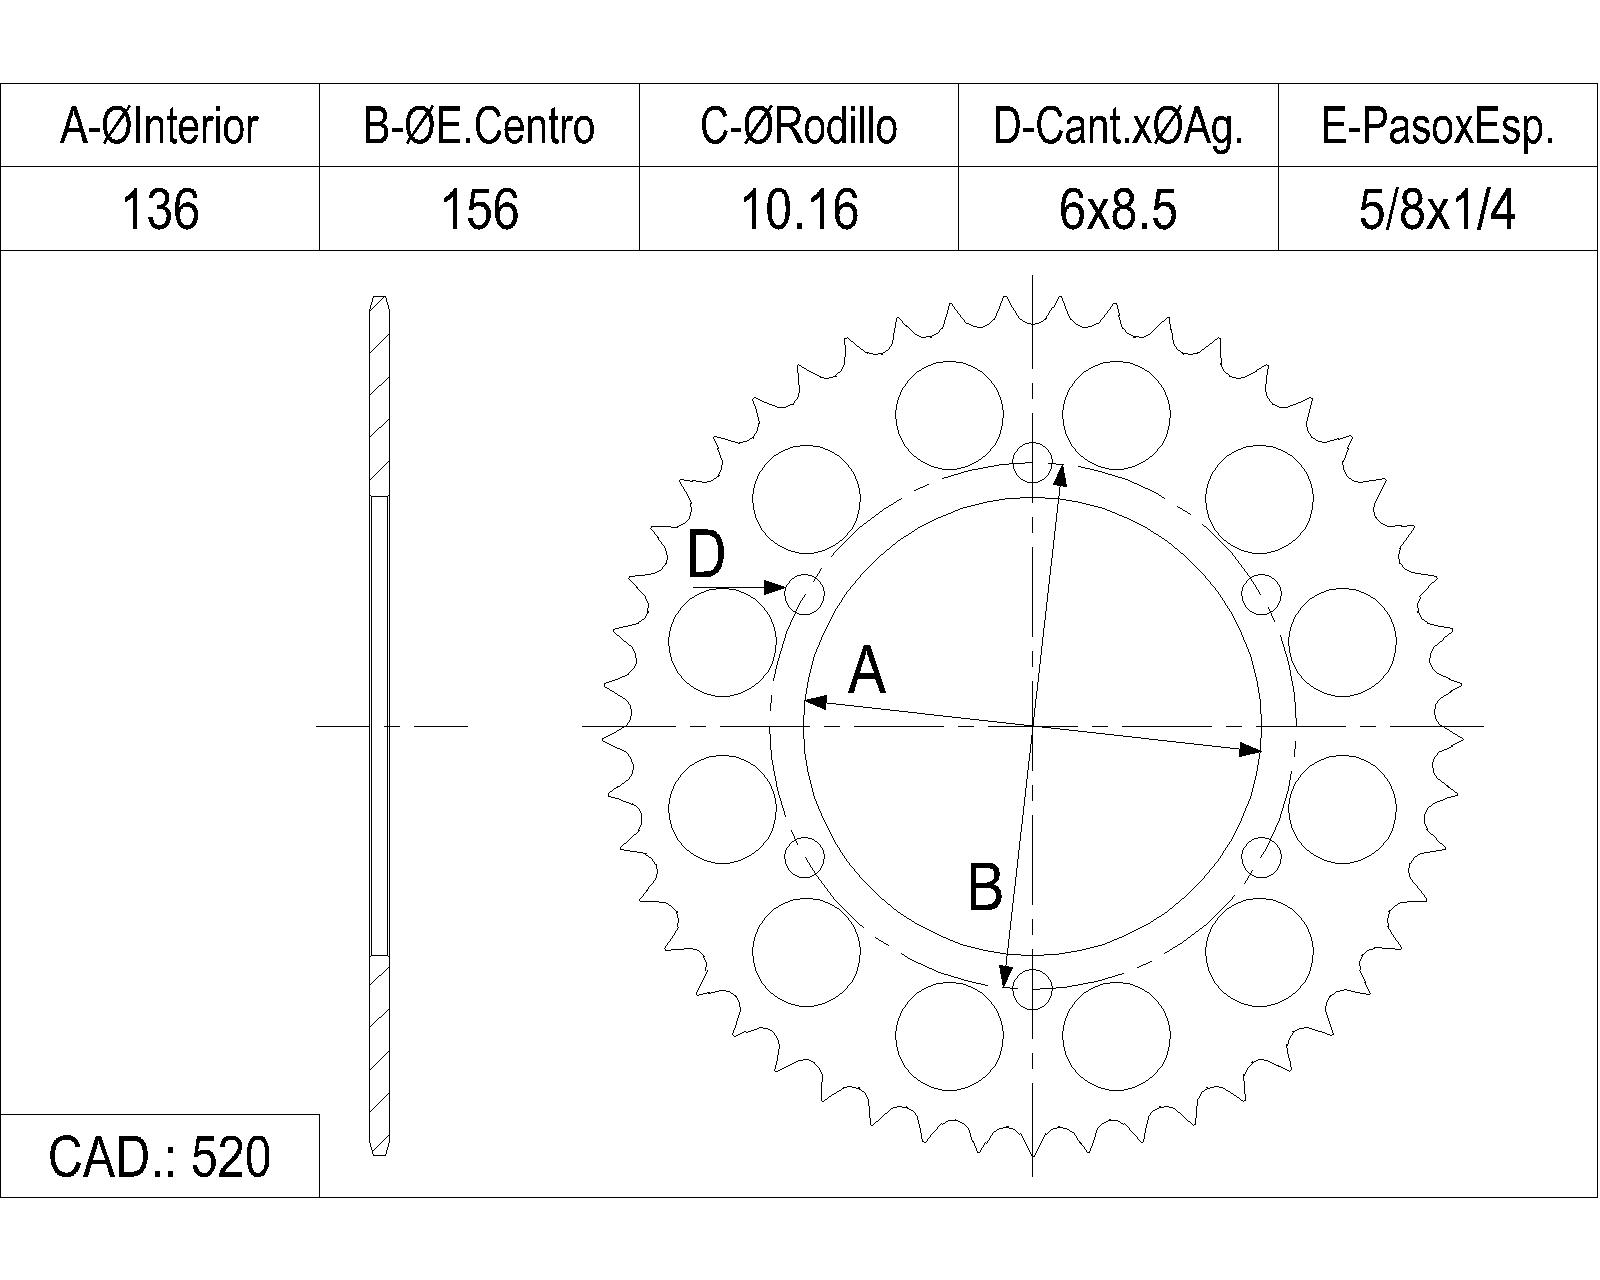 A-ØInterior B-ØE.Centro C-ØRodillo D-Cant.xØAg. E-PasoxEsp.
136 156 10.16 6x8.5 5/8x1/4
D
A
B
CAD.: 520